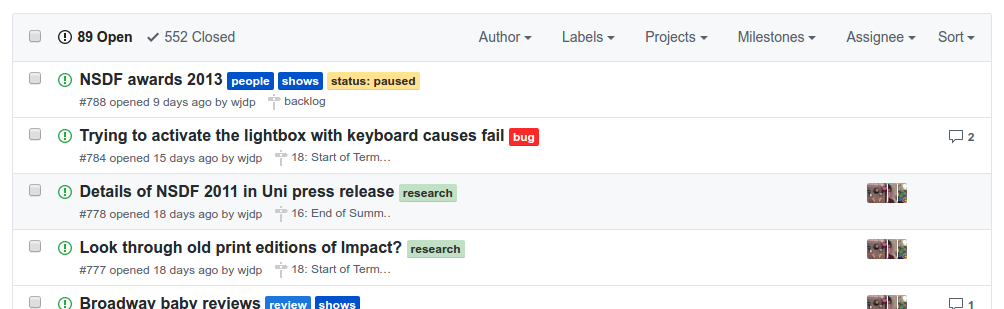 89 Open 552 Closed Author Labels Projects Milestones Assignee Sort
NSDF awards 2013 people shows status: paused
#788 opened 9 days ago by wjdp backlog
Trying to activate the lightbox with keyboard causes fail bug 2
#784 opened 15 days ago by wjdp 18: Start of Term…
Details of NSDF 2011 in Uni press release research
#778 opened 18 days ago by wjdp 16: End of Summ..
Look through old print editions of Impact? research
#777 opened 18 days ago by wjdp 18: Start of Term…
Broadway baby reviews review shows 1